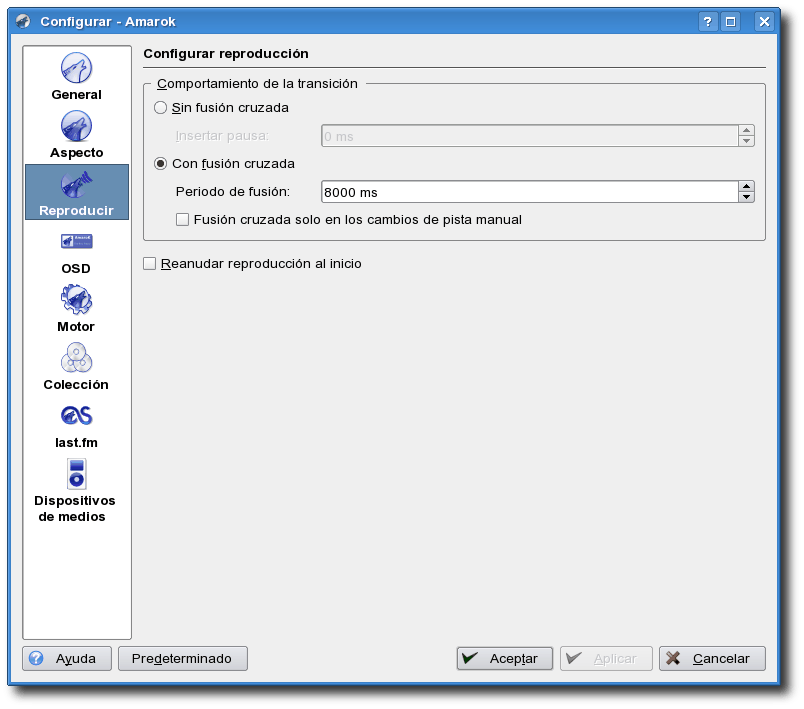 Configurar - Amarok
General
Aspecto
Reproducir
OSD
Motor
Colección
last.fm
Dispositivos
de medios
Configurar reproducción
Comportamiento de la transición
Sin fusión cruzada
Insertar pausa:
0 ms
Con fusión cruzada
Periodo de fusión:
8000 ms
Fusión cruzada solo en los cambios de pista manual
Reanudar reproducción al inicio
Ayuda
Predeterminado
Aceptar
Aplicar
Cancelar